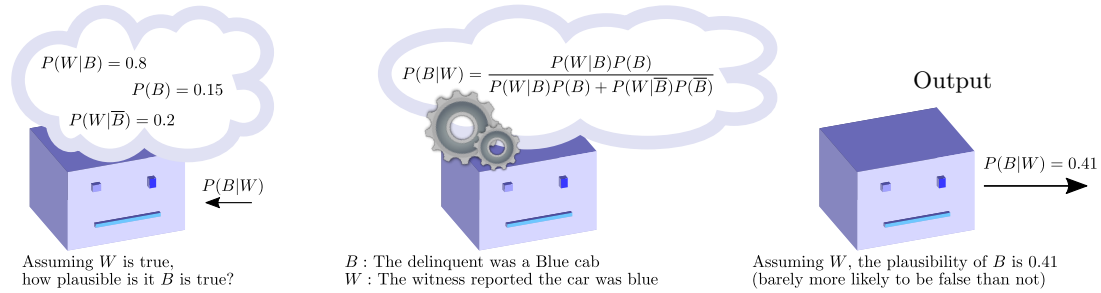 P(W|B) = 0.8
P(B) = 0.15
P(W|B̅) = 0.2
P(B|W)
Assuming W is true,
how plausible is it B is true?
P(B|W) = P(W|B)P(B) / P(W|B)P(B) + P(W|B̅)P(B̅)
B : The delinquent was a Blue cab
W : The witness reported the car was blue
Output
P(B|W) = 0.41
Assuming W, the plausibility of B is 0.41
(barely more likely to be false than not)